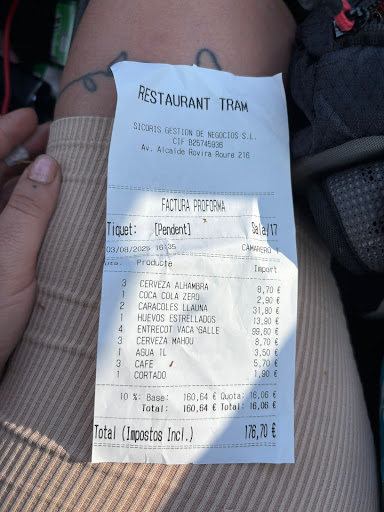 RESTAURANT TRAM
SICORIS GESTION DE NEGOCIOS S.L.
CIF B25745936
Av. Alcalde Rovira Roure 216
FACTURA PROFORMA
Tiquet: [Pendent] Sala/17
03/08/2025 16:35 CAMARERO 1
Uts. Producte Import
3 CERVEZA ALHAMBRA 8,70 €
1 COCA COLA ZERO 2,90 €
2 CARACOLES LLAUNA 31,80 €
1 HUEVOS ESTRELLADOS 13,90 €
4 ENTRECOT VACA GALLE 99,60 €
3 CERVEZA MAHOU 8,70 €
1 AGUA 1L 3,50 €
3 CAFE 5,70 €
1 CORTADO 1,90 €
10 %: Base: 160,64 € Quota: 16,06 €
Total: 160,64 € Total: 16,06 €
Total (Impostos Incl.) 176,70 €